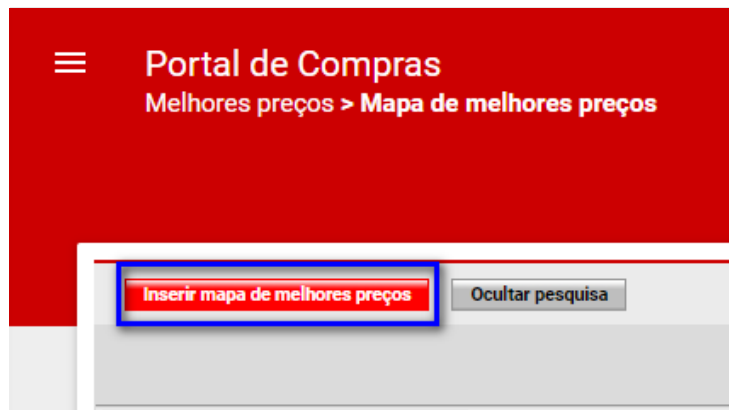 Portal de Compras
Melhores preços > Mapa de melhores preços
Inserir mapa de melhores preços
Ocultar pesquisa